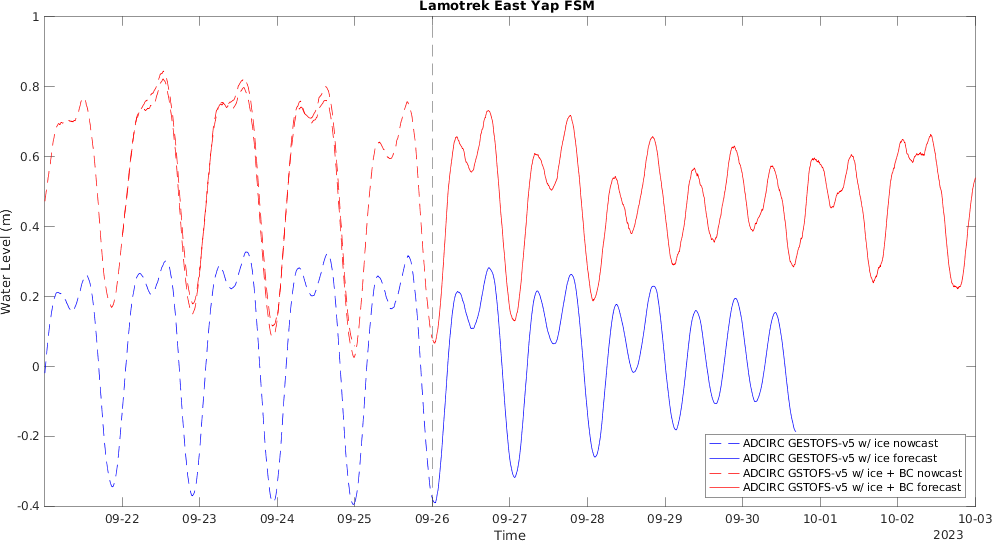 Lamotrek East Yap FSM
1
0.8
0.6
0.4
0.2
0
-0.2
-0.4
Water Level (m)
09-22 09-23 09-24 09-25 09-26 09-27 09-28 09-29 09-30 10-01 10-02 10-03
Time
2023
ADCIRC GESTOFS-v5 w/ ice nowcast
ADCIRC GESTOFS-v5 w/ ice forecast
ADCIRC GSTOFS-v5 w/ ice + BC nowcast
ADCIRC GSTOFS-v5 w/ ice + BC forecast